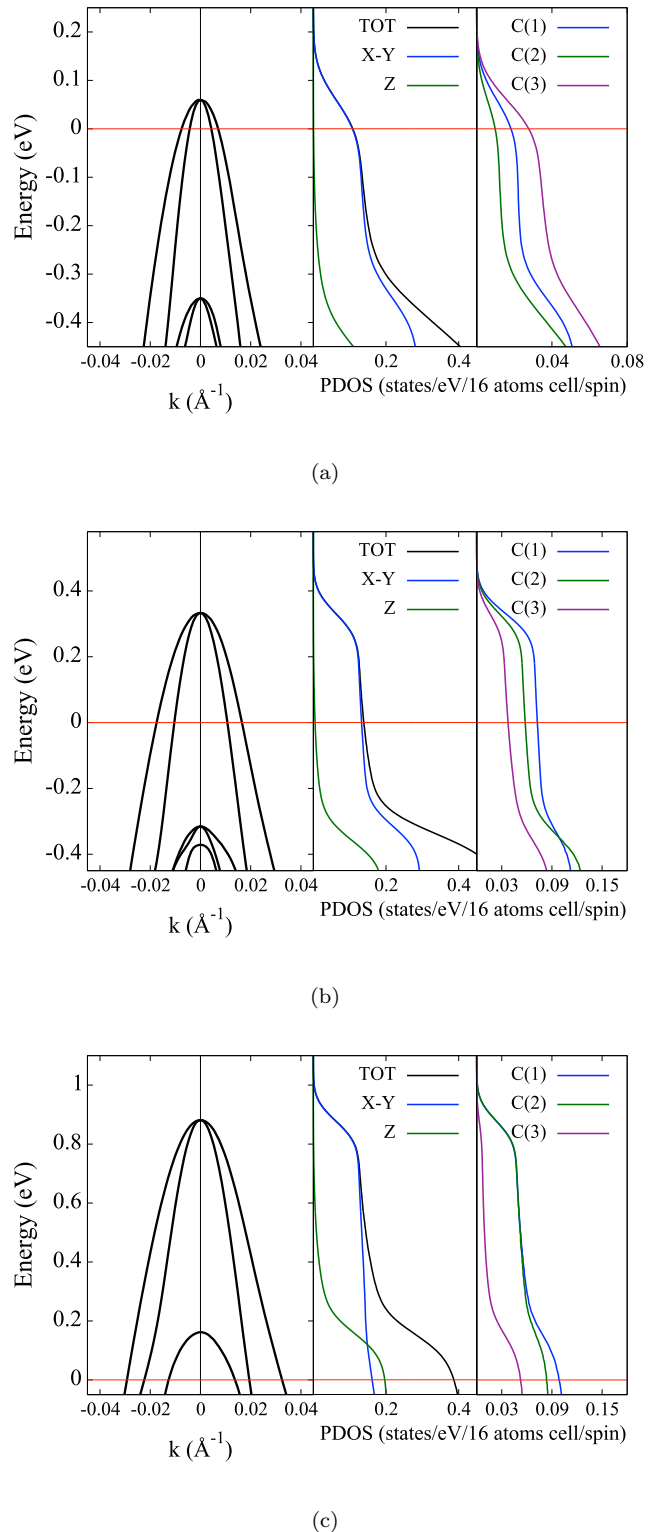 0.2
0.1
0
-0.1
-0.2
-0.3
-0.4
Energy (eV)
TOT
X-Y
Z
C(1)
C(2)
C(3)
-0.04 -0.02 0 0.02 0.04 0.2 0.4 0.04 0.08
k (Å-1)
PDOS (states/eV/16 atoms cell/spin)
(a)
0.4
0.2
0
-0.2
-0.4
Energy (eV)
TOT
X-Y
Z
C(1)
C(2)
C(3)
-0.04 -0.02 0 0.02 0.04 0.2 0.4 0.03 0.09 0.15
k (Å-1)
PDOS (states/eV/16 atoms cell/spin)
(b)
1
0.8
0.6
0.4
0.2
0
Energy (eV)
TOT
X-Y
Z
C(1)
C(2)
C(3)
-0.04 -0.02 0 0.02 0.04 0.2 0.4 0.03 0.09 0.15
k (Å-1)
PDOS (states/eV/16 atoms cell/spin)
(c)